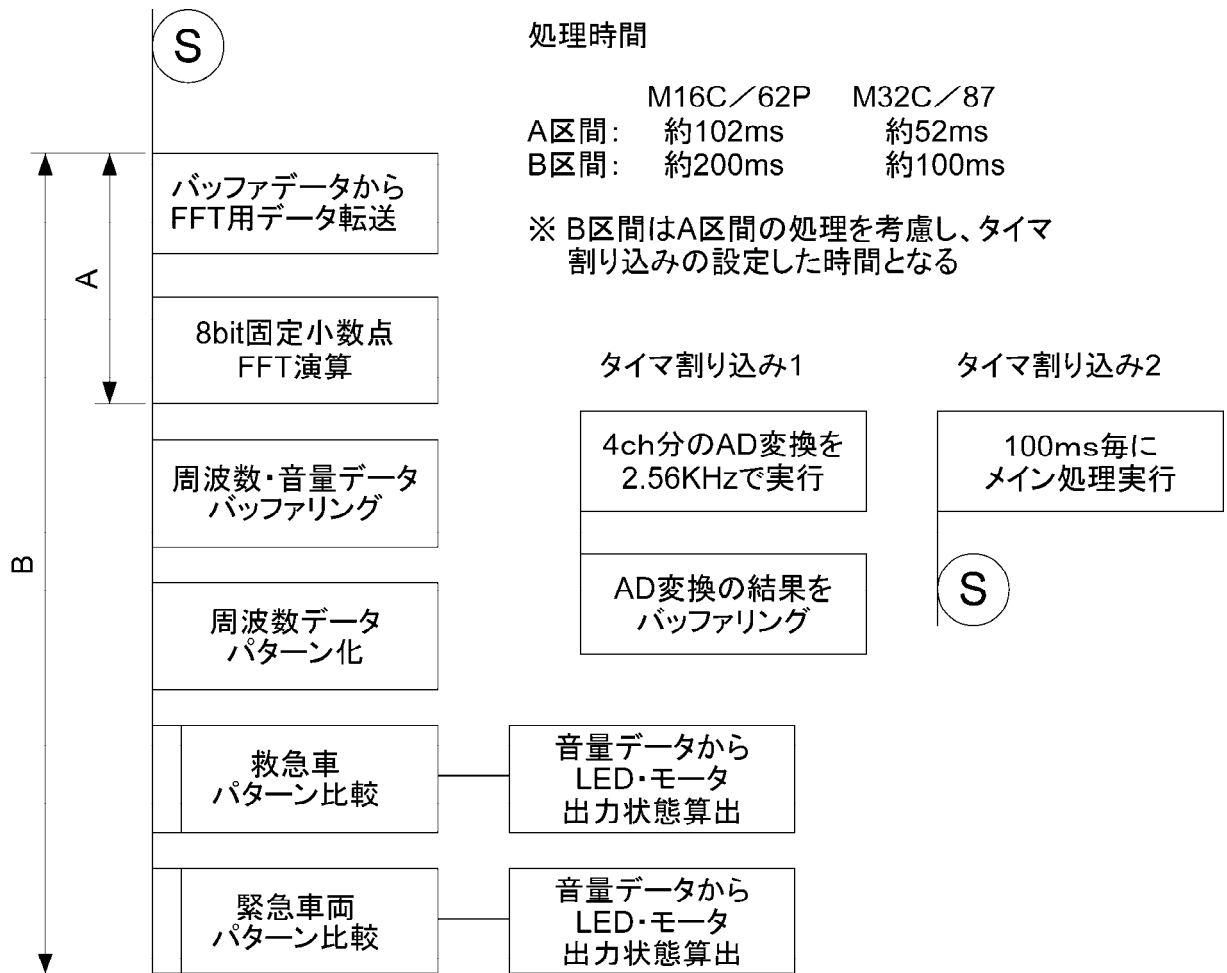 S
処理時間
M16C／62P M32C／87
A区間： 約102ms 約52ms
B区間： 約200ms 約100ms
※ B区間はA区間の処理を考慮し、タイマ
割り込みの設定した時間となる
A
B
バッファデータから
FFT用データ転送
8bit固定小数点
FFT演算
周波数・音量データ
バッファリング
周波数データ
パターン化
救急車
パターン比較
音量データから
LED・モータ
出力状態算出
緊急車両
パターン比較
音量データから
LED・モータ
出力状態算出
タイマ割り込み1
4ch分のAD変換を
2.56KHzで実行
AD変換の結果を
バッファリング
タイマ割り込み2
100ms毎に
メイン処理実行
S